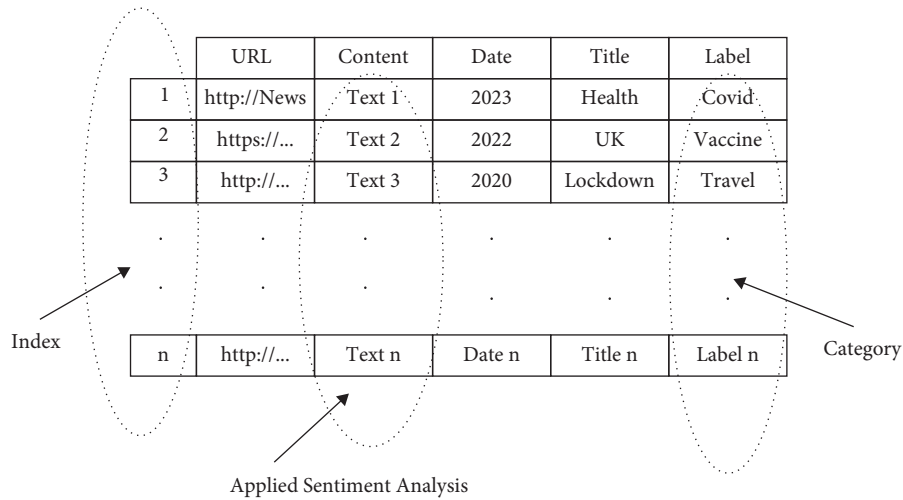 URL Content Date Title Label
1 http://News Text 1 2023 Health Covid
2 https://... Text 2 2022 UK Vaccine
3 http://... Text 3 2020 Lockdown Travel
. . . . . .
. . . . . .
Index
Category
n http://... Text n Date n Title n Label n
Applied Sentiment Analysis